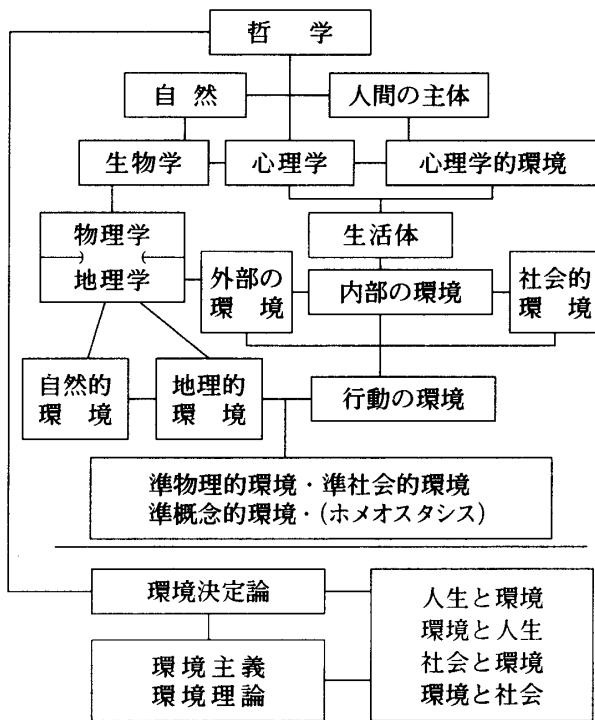 哲学
自然
人間の主体
生物学
心理学
心理学的環境
物理学
地理学
生活体
外部の
環境
内部の環境
社会的
環境
自然的
環境
地理的
環境
行動の環境
準物理的環境・準社会的環境
準概念的環境・(ホメオスタシス)
環境決定論
環境主義
環境理論
人生と環境
環境と人生
社会と環境
環境と社会